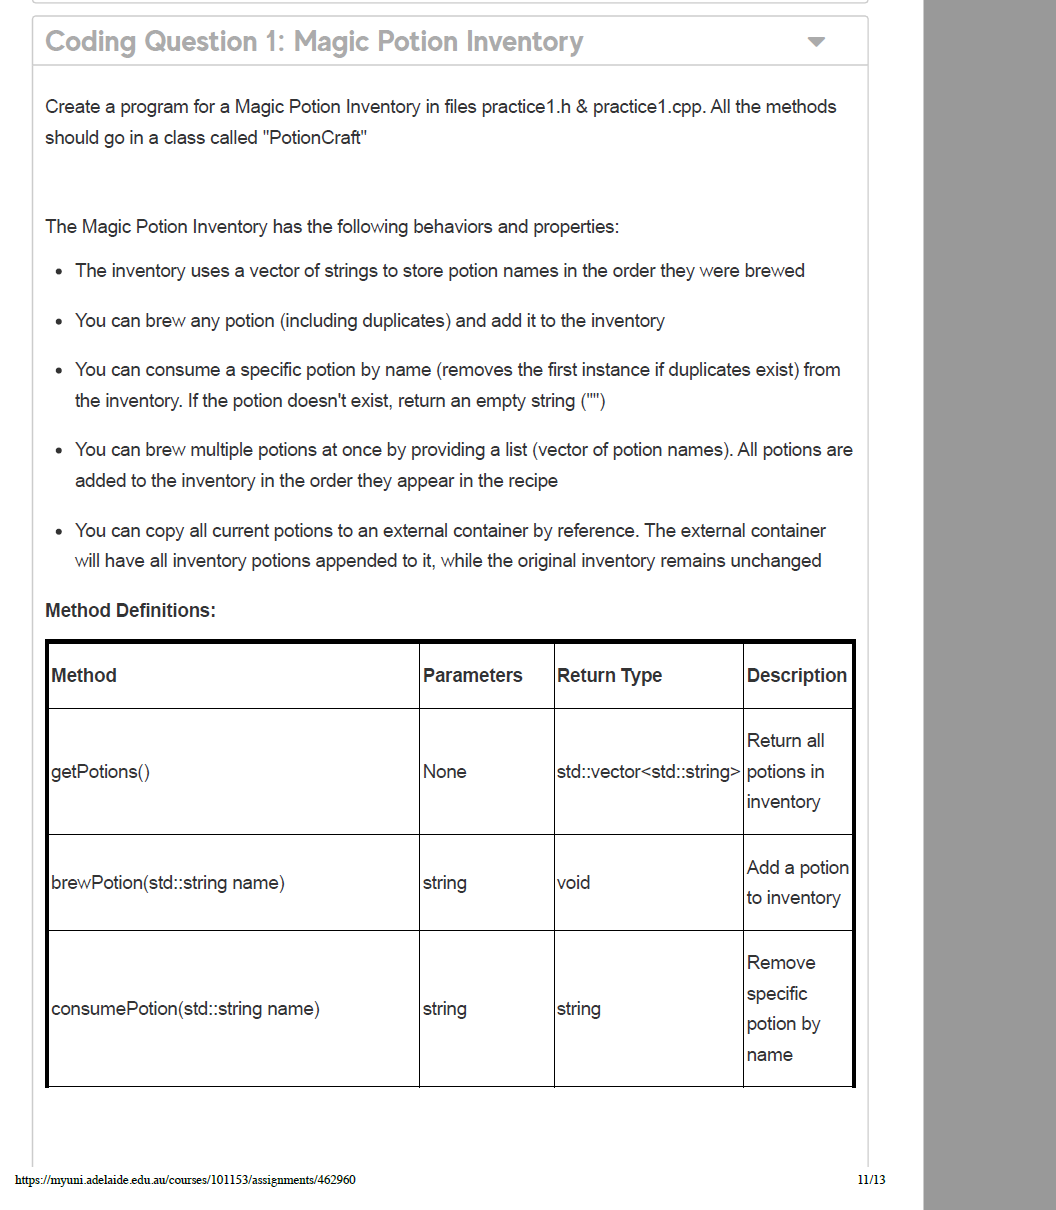 Coding Question 1: Magic Potion Inventory
Create a program for a Magic Potion Inventory in files practice1.h & practice1.cpp. All the methods
should go in a class called "PotionCraft"
The Magic Potion Inventory has the following behaviors and properties:
• The inventory uses a vector of strings to store potion names in the order they were brewed
• You can brew any potion (including duplicates) and add it to the inventory
• You can consume a specific potion by name (removes the first instance if duplicates exist) from
the inventory. If the potion doesn't exist, return an empty string ("")
• You can brew multiple potions at once by providing a list (vector of potion names). All potions are
added to the inventory in the order they appear in the recipe
• You can copy all current potions to an external container by reference. The external container
will have all inventory potions appended to it, while the original inventory remains unchanged
Method Definitions:
Method Parameters Return Type Description
getPotions() None std::vector<std::string> Return all
potions in
inventory
brewPotion(std::string name) string void Add a potion
to inventory
consumePotion(std::string name) string string Remove
specific
potion by
name
https://myuni.adelaide.edu.au/courses/101153/assignments/462960 11/13